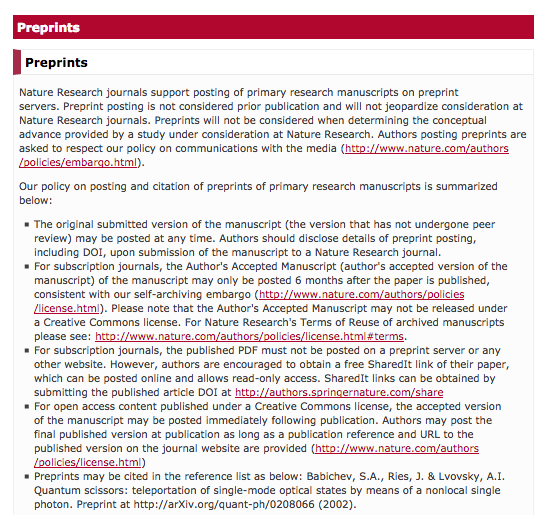 Preprints
Preprints
Nature Research journals support posting of primary research manuscripts on preprint
servers. Preprint posting is not considered prior publication and will not jeopardize consideration at
Nature Research journals. Preprints will not be considered when determining the conceptual
advance provided by a study under consideration at Nature Research. Authors posting preprints are
asked to respect our policy on communications with the media (http://www.nature.com/authors
/policies/embargo.html).
Our policy on posting and citation of preprints of primary research manuscripts is summarized
below:
The original submitted version of the manuscript (the version that has not undergone peer
review) may be posted at any time. Authors should disclose details of preprint posting,
including DOI, upon submission of the manuscript to a Nature Research journal.
For subscription journals, the Author's Accepted Manuscript (author's accepted version of the
manuscript) of the manuscript may only be posted 6 months after the paper is published,
consistent with our self-archiving embargo (http://www.nature.com/authors/policies
/license.html). Please note that the Author's Accepted Manuscript may not be released under
a Creative Commons license. For Nature Research's Terms of Reuse of archived manuscripts
please see: http://www.nature.com/authors/policies/license.html#terms.
For subscription journals, the published PDF must not be posted on a preprint server or any
other website. However, authors are encouraged to obtain a free SharedIt link of their paper,
which can be posted online and allows read-only access. SharedIt links can be obtained by
submitting the published article DOI at http://authors.springernature.com/share
For open access content published under a Creative Commons license, the accepted version
of the manuscript may be posted immediately following publication. Authors may post the
final published version at publication as long as a publication reference and URL to the
published version on the journal website are provided (http://www.nature.com/authors
/policies/license.html)
Preprints may be cited in the reference list as below: Babichev, S.A., Ries, J. & Lvovsky, A.I.
Quantum scissors: teleportation of single-mode optical states by means of a nonlocal single
photon. Preprint at http://arXiv.org/quant-ph/0208066 (2002).